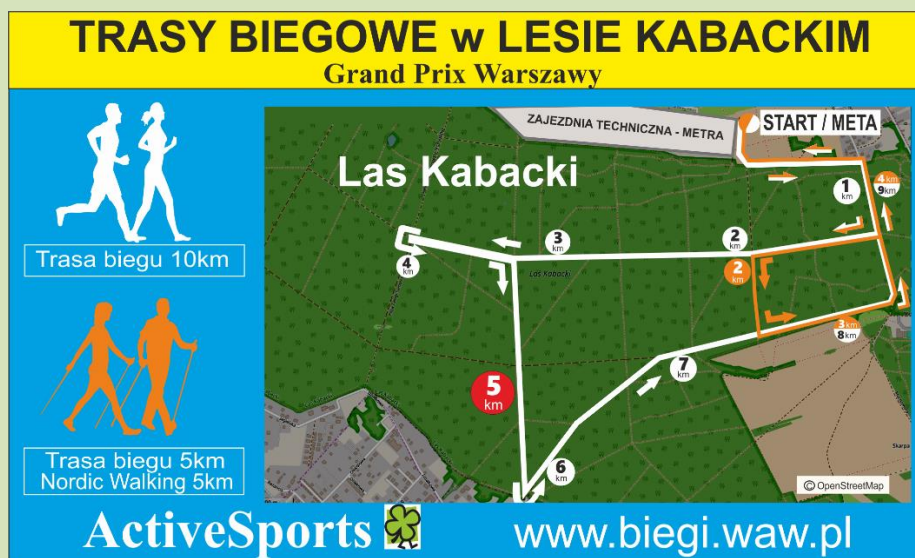 TRASY BIEGOWE w LESIE KABACKIM
Grand Prix Warszawy
ZAJEZDNIA TECHNICZNA - METRA
START / META
Las Kabacki
1
km
4 km
9 km
2
km
3
km
4
km
Las Kabacki
2
km
3 km
8 km
7
km
5
km
6
km
Trasa biegu 10km
Trasa biegu 5km
Nordic Walking 5km
Skarpa
© OpenStreetMap
ActiveSports
www.biegi.waw.pl